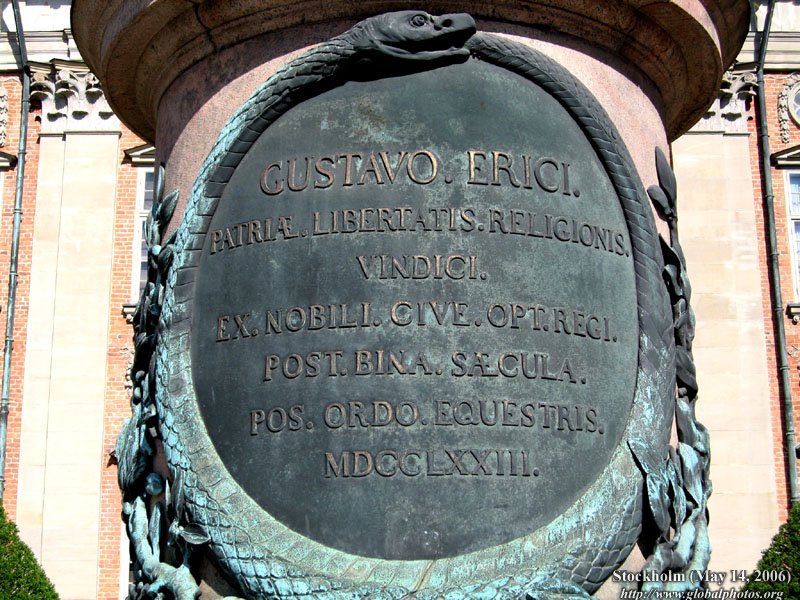 GUSTAVO. ERICI.
PATRIÆ. LIBERTATIS. RELIGIONIS.
VINDICI.
EX. NOBILI. CIVE. OPT. REGI.
POST. BINA. SÆCULA.
POS. ORDO. EQUESTRIS.
MDCCLXXIII.
Stockholm (May 14, 2006)
http://www.globalphotos.org